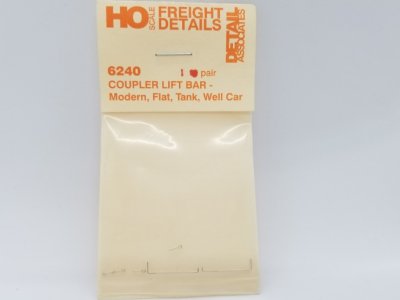 HO SCALE FREIGHT DETAILS
DETAIL ASSOCIATES
6240 1 pair
COUPLER LIFT BAR -
Modern, Flat, Tank, Well Car